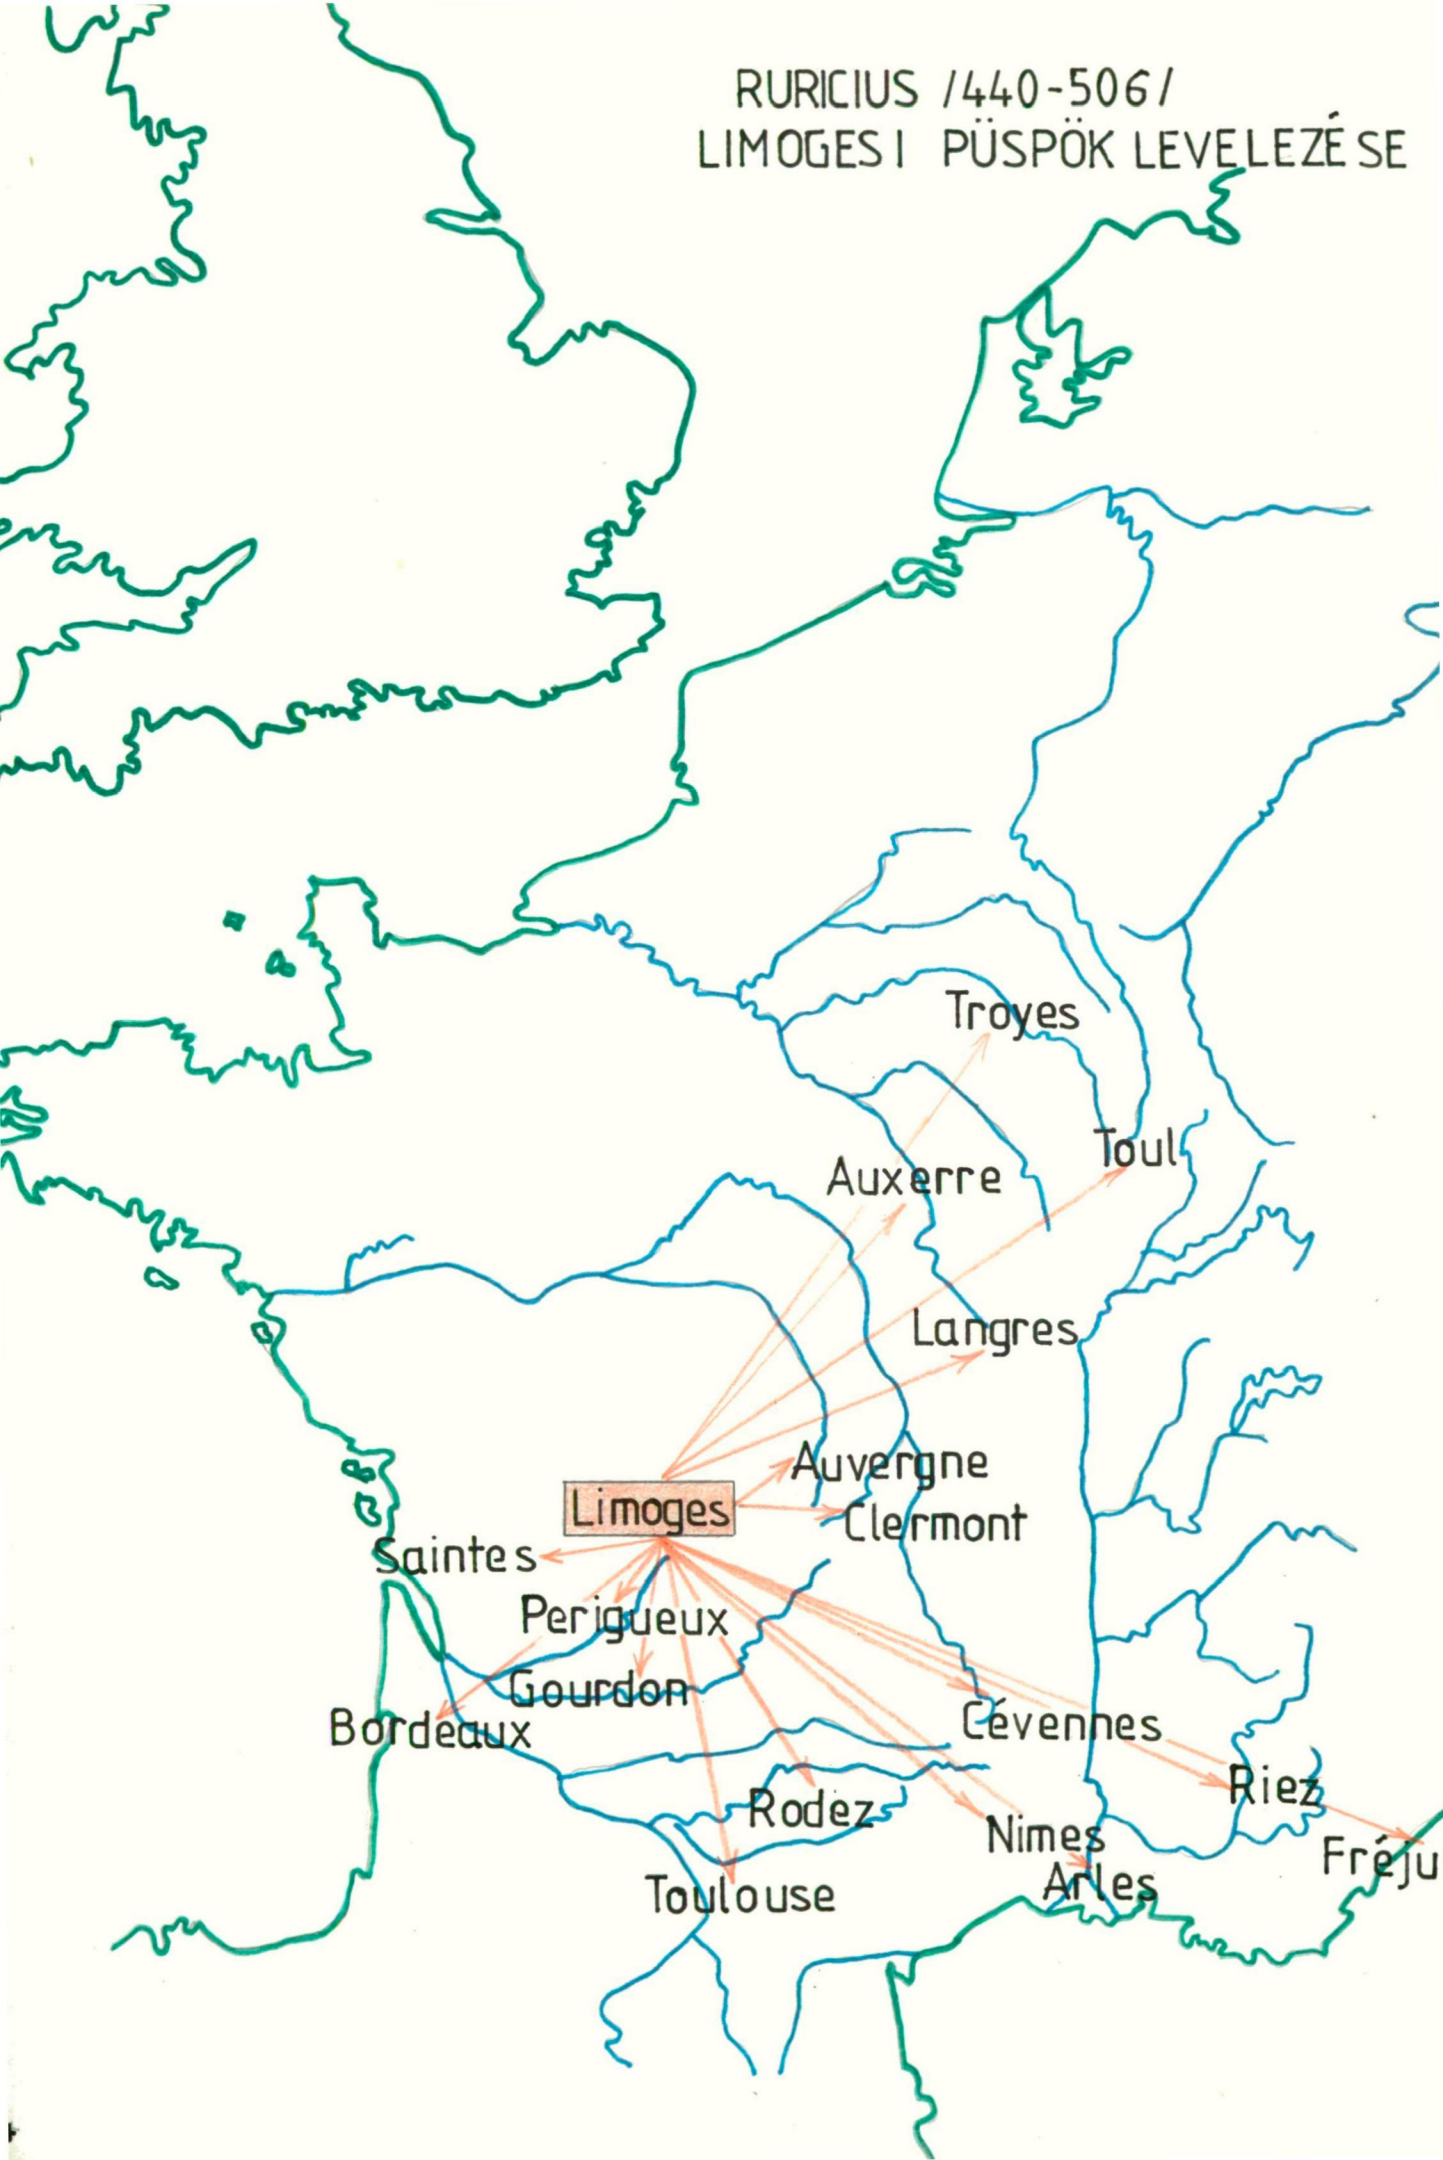 RURICIUS /440-506/
LIMOGESI PÜSPÖK LEVELEZÉSE
Troyes
Toul
Auxerre
Langres
Auvergne
Limoges
Clermont
Saintes
Perigueux
Gourdon
Cévennes
Bordeaux
Riez
Rodez
Nimes
Fréju
Arles
Toulouse